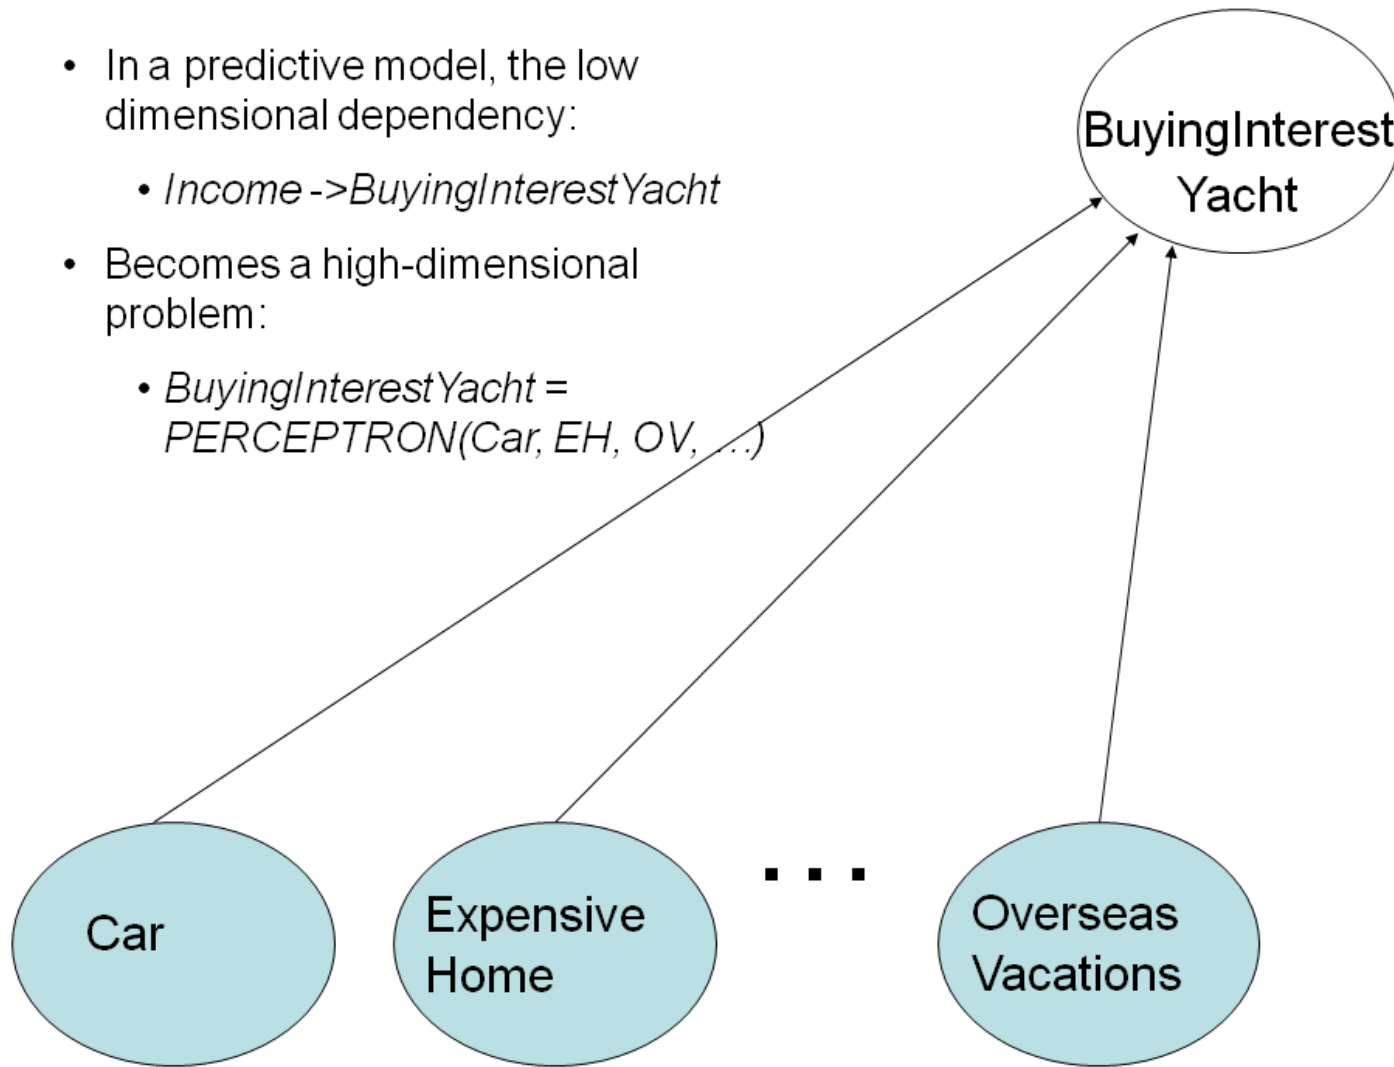 • In a predictive model, the low
dimensional dependency:
• Income ->BuyingInterestYacht
• Becomes a high-dimensional
problem:
• BuyingInterestYacht =
PERCEPTRON(Car, EH, OV, …)
BuyingInterest
Yacht
Car
Expensive
Home
...
Overseas
Vacations